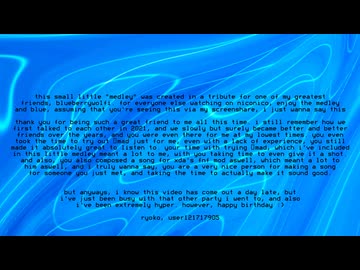 this small little "medley" was created in a tribute for one of my greatest
friends, blueberrywolfi. for everyone else watching on niconico, enjoy the medley
and blue, assuming that you're seeing this via my screenshare, i just wanna say this
thank you for being such a great friend to me all this time. i still remember how we
first talked to each other in 2021, and we slowly but surely became better and better
friends over the years, and you were even there for me at my lowest times. you even
took the time to try out lmms just for me, even with a lack of experience, you still
made it absolutely great to listen to. your time with trying lmms, which i've included
in this little medley meant a lot to me, with you taking time to even give it a shot.
and also, you also composed a song for xda's ini mod aswell, which meant a lot to
him aswell, and i truly wanna say, you are a very nice person for making a song
for someone you just met, and taking the time to actually make it sound good.
but anyways, i know this video has come out a day late, but
i've just been busy with that other party i went to, and also
i've been extremely hyper. however, happy birthday :)
ryoko, user121717905